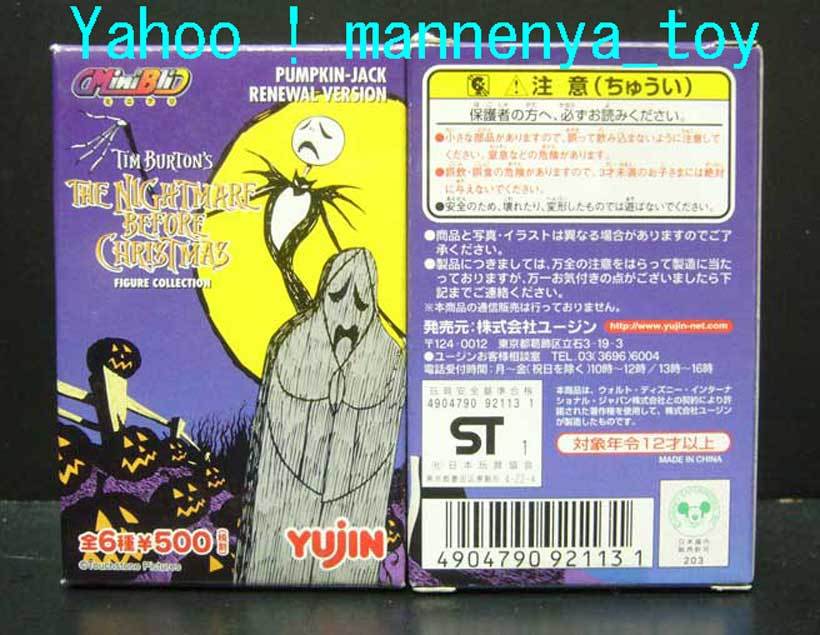 Yahoo ! mannenya_toy
MiniBlid
ミニブリ
PUMPKIN-JACK
RENEWAL VERSION
TIM BURTON'S
THE NIGHTMARE
BEFORE
CHRISTMAS
FIGURE COLLECTION
全6種¥500
©Touchstone Pictures
YUJIN
注意(ちゅうい)
保護者の方へ、必ずお読みください。
●小さな部品がありますので、誤って飲み込まないように注意して
ください。窒息などの危険があります。
●誤飲・誤食の危険がありますので、3才未満のお子さまには絶対
に与えないでください。
●安全のため、壊れたり、変形したものでは遊ばないでください。
●商品と写真・イラストは異なる場合がありますのでご了
承ください。
●製品につきましては、万全の注意をはらって製造に当た
っておりますが、万一お気付きの点がございましたら下
記までご連絡ください。
※本商品の通信販売は行っておりません。
発売元:株式会社ユージン http://www.yujin-net.com
〒124-0012 東京都葛飾区立石3-19-3
●ユージンお客様相談室 TEL.03(3696)6004
電話受付時間:月〜金(祝日を除く)10時〜12時/13時〜16時
玩具安全基準合格
4904790 92113 1
ST 1
㈳日本玩具協会
本商品は、ウォルト・ディズニー・インターナ
ショナル・ジャパン株式会社との契約により許
諾された著作権を使用して、株式会社ユージン
が製造したものです。
対象年令12才以上
MADE IN CHINA
4904790 921131
日本国内
販売許可
203